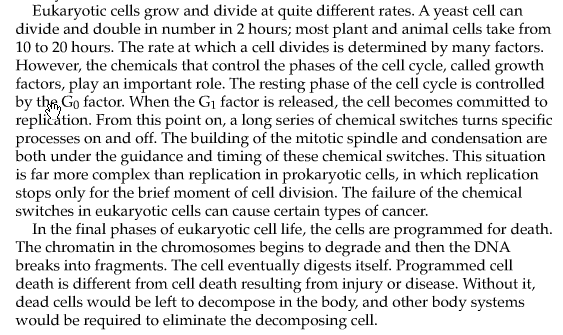 Eukaryotic cells grow and divide at quite different rates. A yeast cell can
divide and double in number in 2 hours; most plant and animal cells take from
10 to 20 hours. The rate at which a cell divides is determined by many factors.
However, the chemicals that control the phases of the cell cycle, called growth
factors, play an important role. The resting phase of the cell cycle is controlled
by the G₀ factor. When the G₁ factor is released, the cell becomes committed to
replication. From this point on, a long series of chemical switches turns specific
processes on and off. The building of the mitotic spindle and condensation are
both under the guidance and timing of these chemical switches. This situation
is far more complex than replication in prokaryotic cells, in which replication
stops only for the brief moment of cell division. The failure of the chemical
switches in eukaryotic cells can cause certain types of cancer.
In the final phases of eukaryotic cell life, the cells are programmed for death.
The chromatin in the chromosomes begins to degrade and then the DNA
breaks into fragments. The cell eventually digests itself. Programmed cell
death is different from cell death resulting from injury or disease. Without it,
dead cells would be left to decompose in the body, and other body systems
would be required to eliminate the decomposing cell.